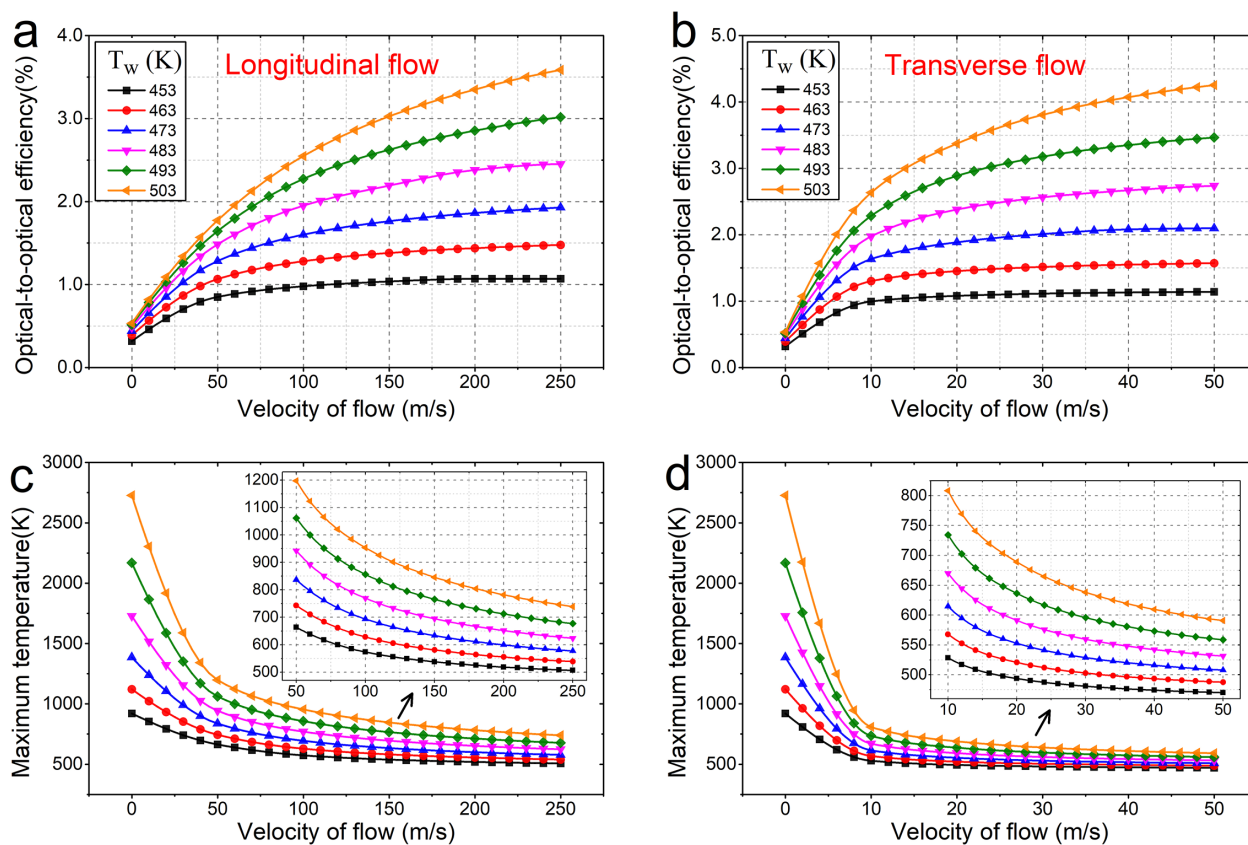 a
Longitudinal flow
T_W (K)
453
463
473
483
493
503
Optical-to-optical efficiency(%)
4.0
3.0
2.0
1.0
0.0
0 50 100 150 200 250
Velocity of flow (m/s)
b
Transverse flow
T_W (K)
453
463
473
483
493
503
Optical-to-optical efficiency(%)
5.0
4.0
3.0
2.0
1.0
0.0
0 10 20 30 40 50
Velocity of flow (m/s)
c
Maximum temperature(K)
3000
2500
2000
1500
1000
500
0 50 100 150 200 250
Velocity of flow (m/s)
1200
1100
1000
900
800
700
600
500
50 100 150 200 250
d
Maximum temperature(K)
3000
2500
2000
1500
1000
500
0 10 20 30 40 50
Velocity of flow (m/s)
800
750
700
650
600
550
500
10 20 30 40 50